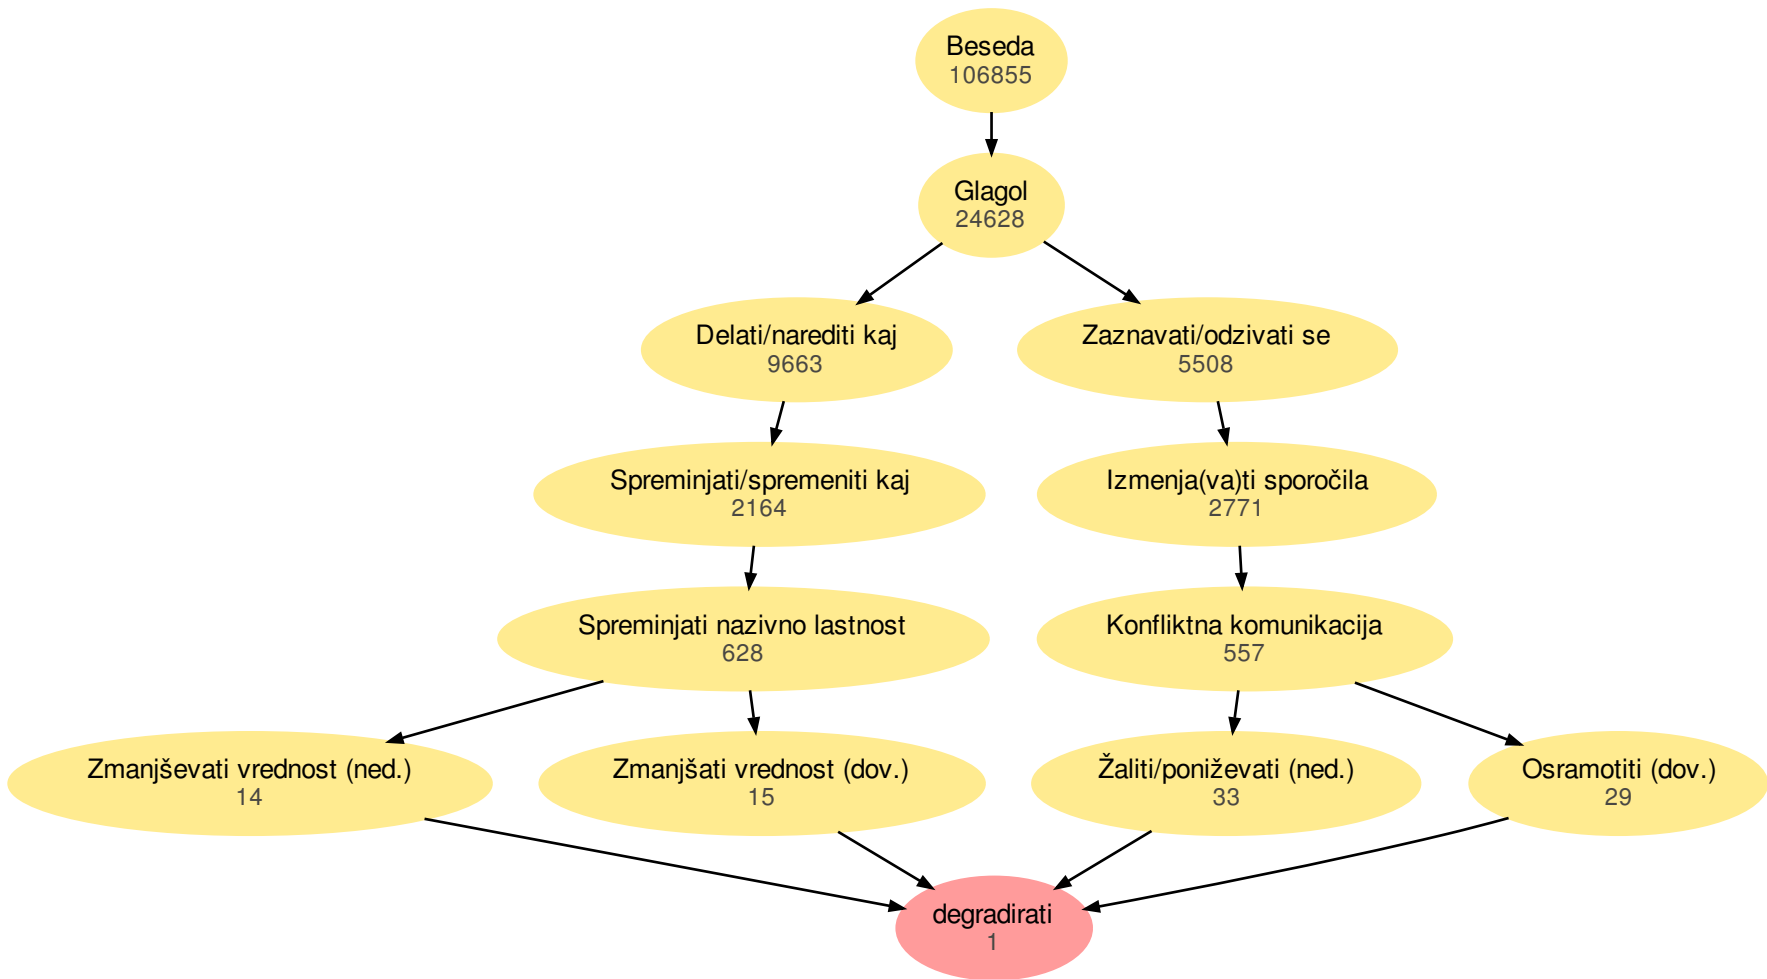 Beseda
106855
Glagol
24628
Delati/narediti kaj
9663
Zaznavati/odzivati se
5508
Spreminjati/spremeniti kaj
2164
Izmenja(va)ti sporočila
2771
Spreminjati nazivno lastnost
628
Konfliktna komunikacija
557
Zmanjševati vrednost (ned.)
14
Zmanjšati vrednost (dov.)
15
Žaliti/poniževati (ned.)
33
Osramotiti (dov.)
29
degradirati
1